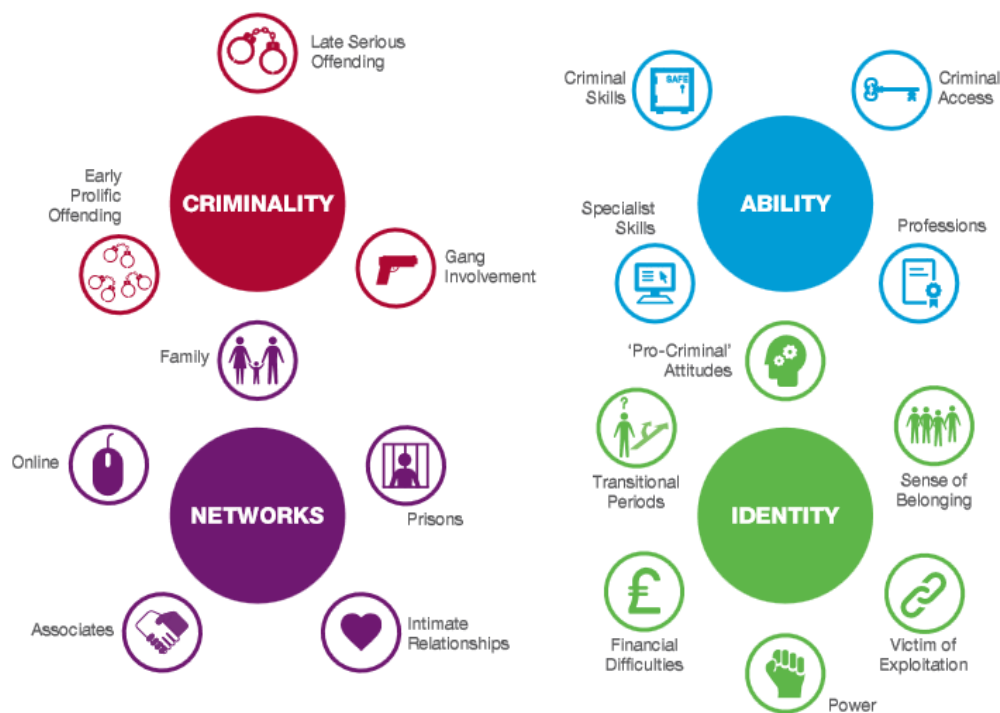 Late Serious
Offending
CRIMINALITY
Early
Prolific
Offending
Gang
Involvement
Criminal
Skills
SAFE
Criminal
Access
ABILITY
Specialist
Skills
Professions
Family
Online
Prisons
NETWORKS
Associates
Intimate
Relationships
'Pro-Criminal'
Attitudes
?
Transitional
Periods
Sense of
Belonging
IDENTITY
£
Financial
Difficulties
Victim of
Exploitation
Power